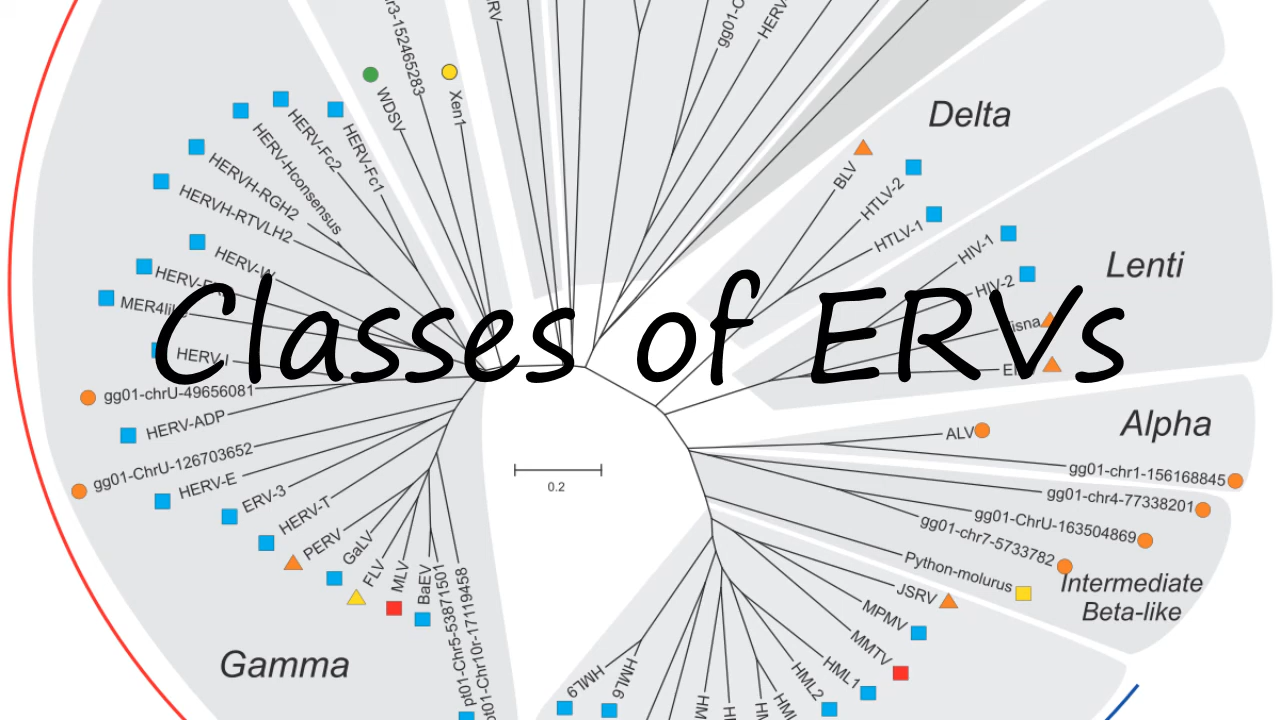 Classes of ERVs
Delta
Lenti
Alpha
Intermediate
Beta-like
Gamma
0.2
WDSV
Xen1
HERV-Fc1
HERV-Fc2
HERV-Hconsensus
HERVH-RGH2
HERVH-RTVLH2
HERV-W
HERV-I
gg01-chrU-49656081
HERV-ADP
gg01-ChrU-126703652
HERV-E
ERV-3
HERV-T
PERV
GaLV
FLV
MLV
BaEV
pt01-Chr5-53871501
pt01-Chr10r-17119458
BLV
HTLV-2
HTLV-1
HIV-1
HIV-2
ALV
gg01-chr1-156168845
gg01-chr4-77338201
gg01-ChrU-163504869
gg01-chr7-5733782
Python-molurus
JSRV
MPMV
MMTV
HML1
HML2
HML6
HML9